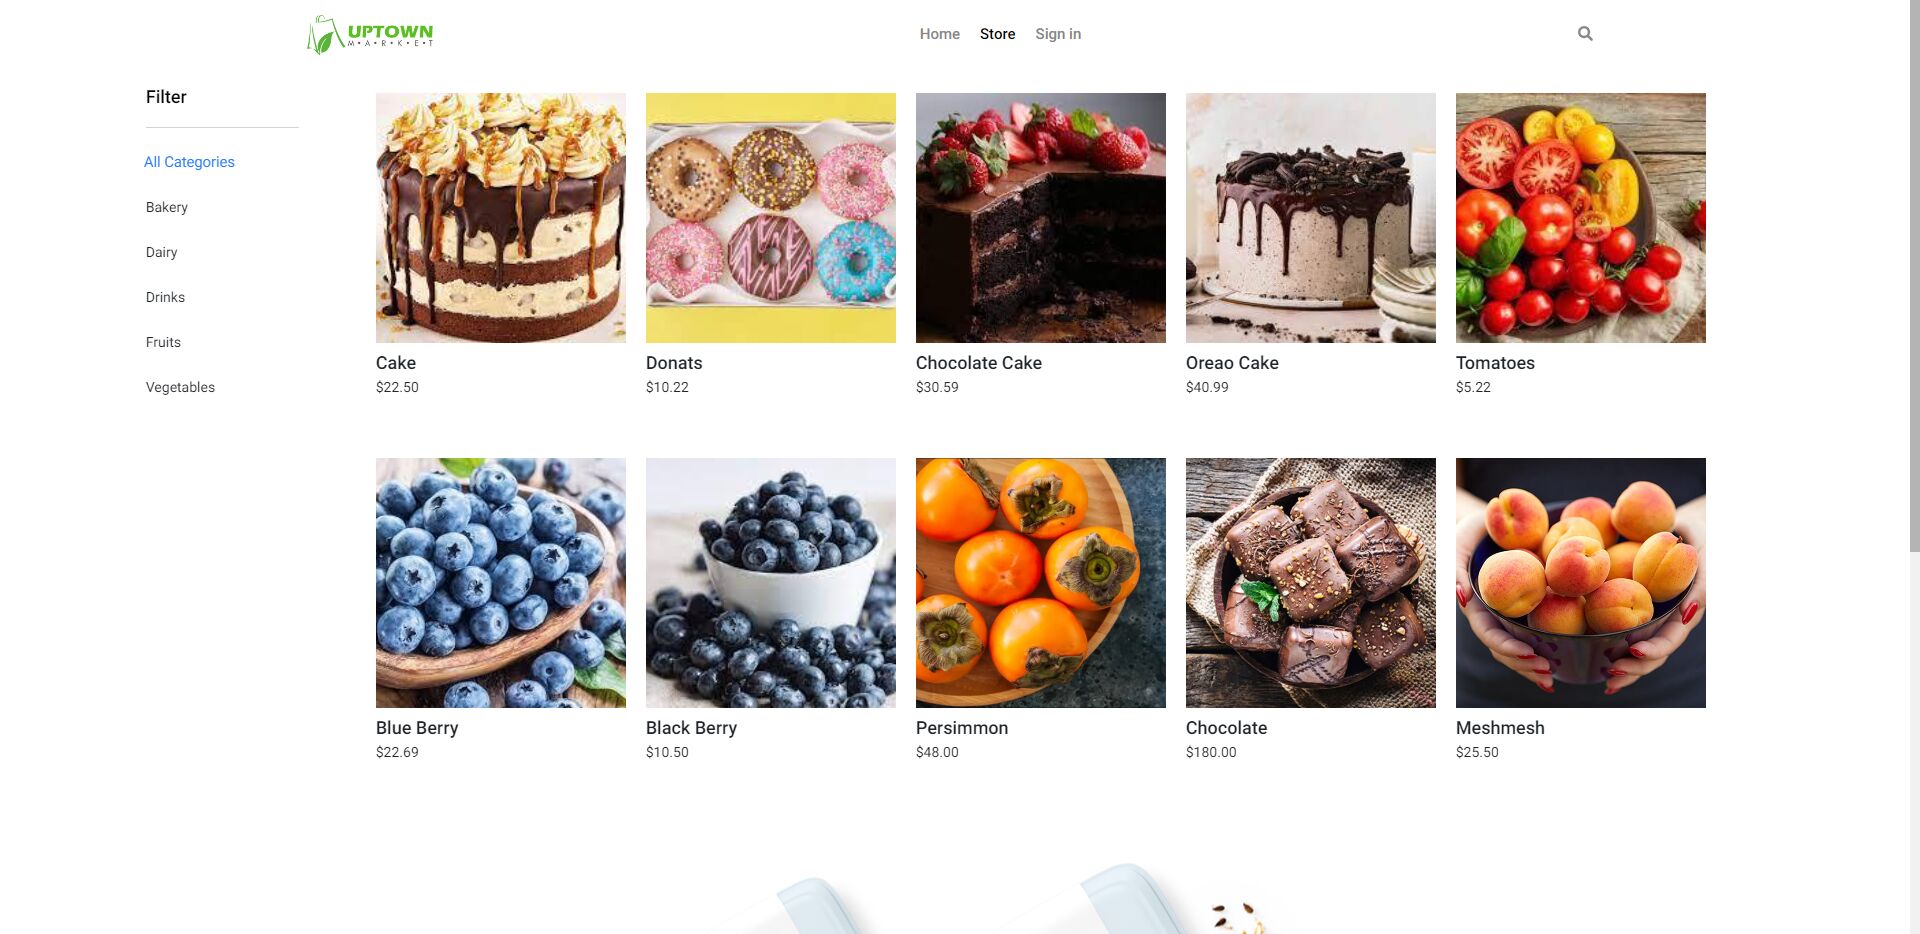 UPTOWN
M•A•R•K•E•T
Home
Store
Sign in
Filter
All Categories
Bakery
Dairy
Drinks
Fruits
Vegetables
Cake
$22.50
Donats
$10.22
Chocolate Cake
$30.59
Oreao Cake
$40.99
Tomatoes
$5.22
Blue Berry
$22.69
Black Berry
$10.50
Persimmon
$48.00
Chocolate
$180.00
Meshmesh
$25.50